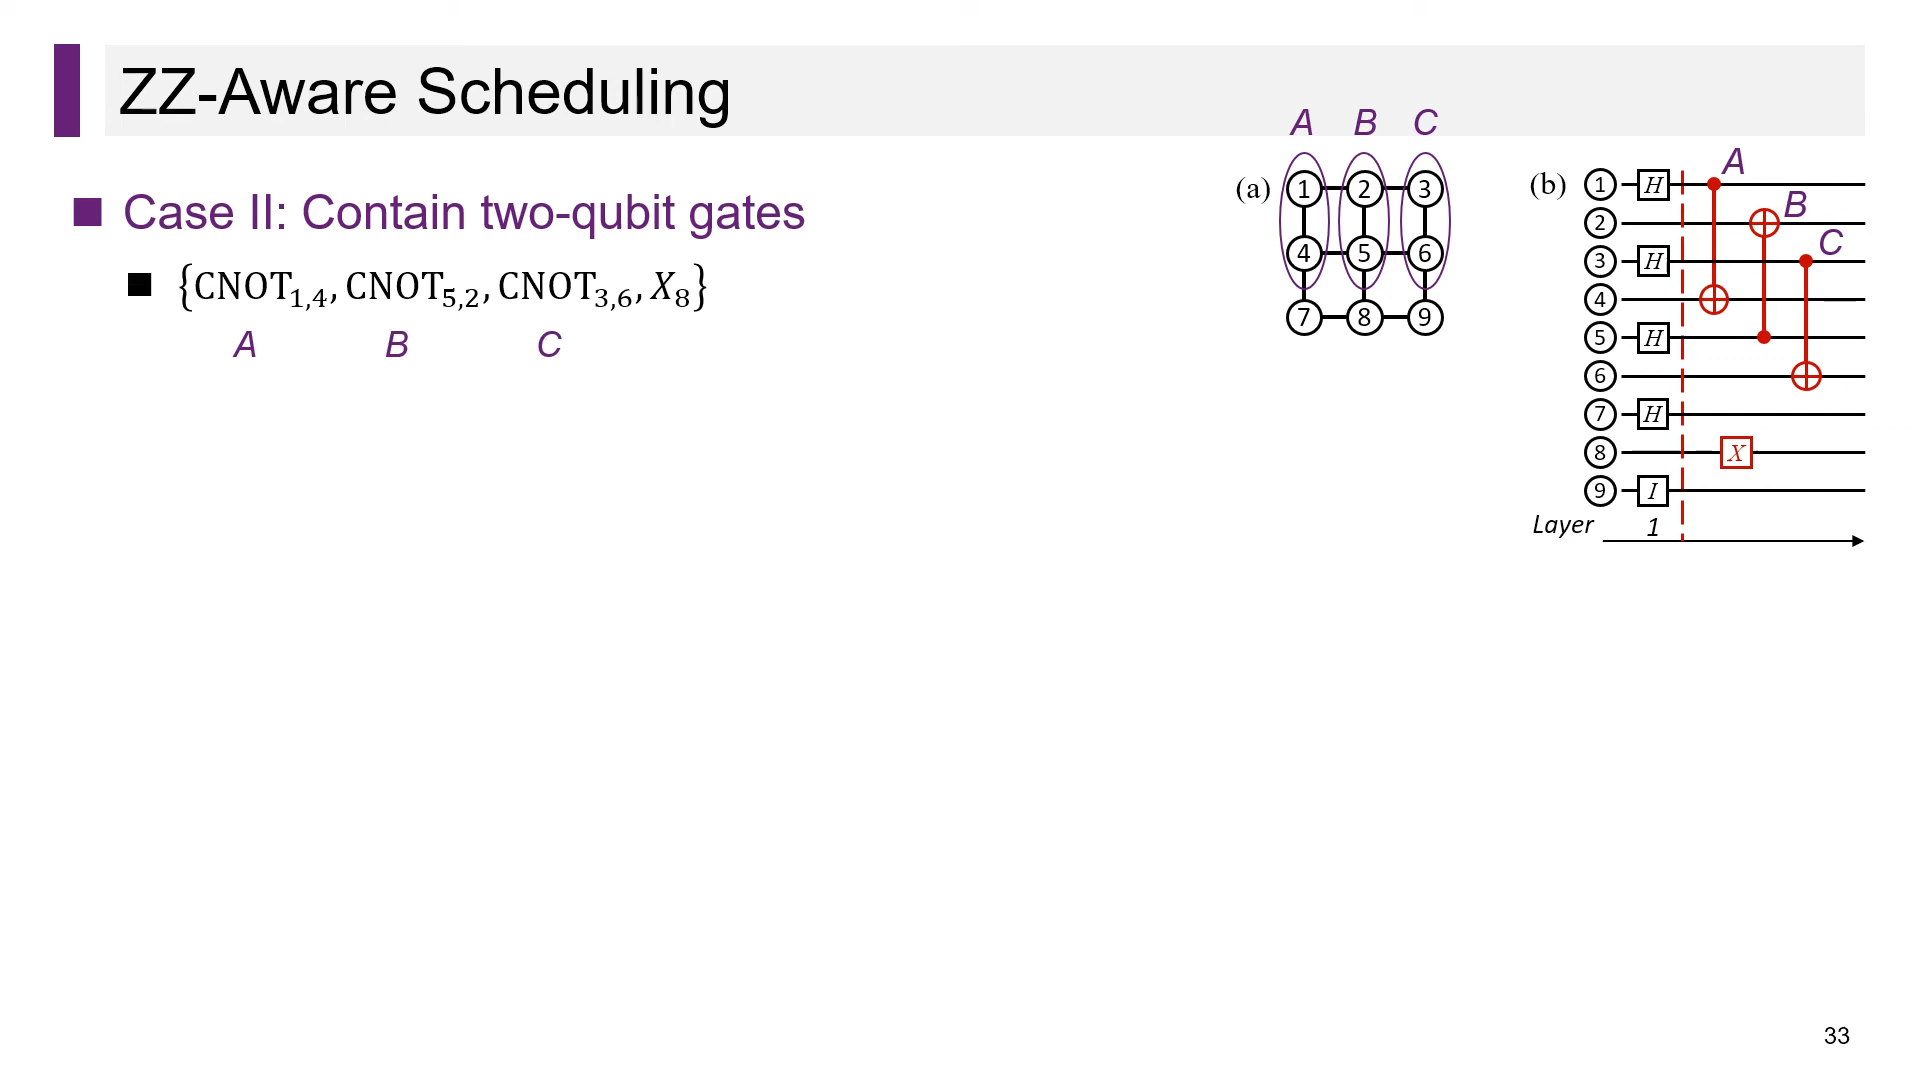 ZZ-Aware Scheduling
Case II: Contain two-qubit gates
{CNOT₁,₄, CNOT₅,₂, CNOT₃,₆, X₈}
A B C
A B C
(a) 1 2 3
4 5 6
7 8 9
(b) 1 H A
2 B
3 H C
4
5 H
6
7 H
8 X
9 I
Layer 1
33